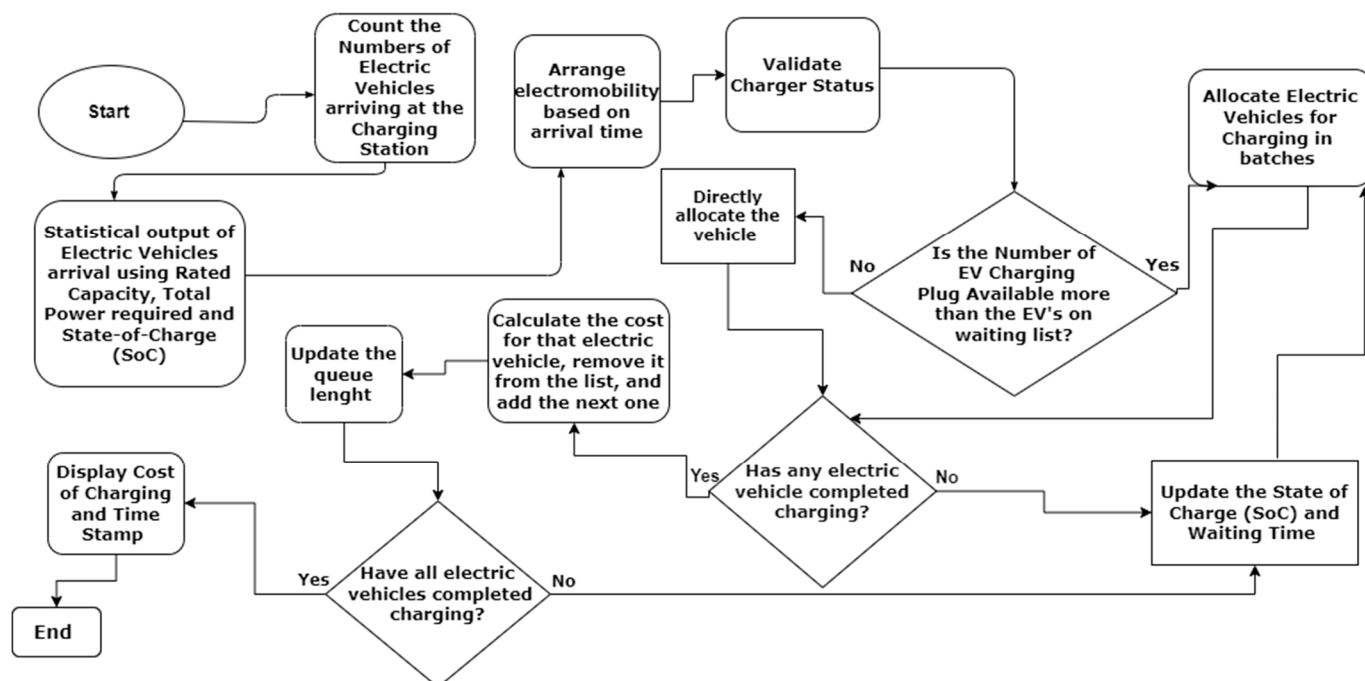 Start
Count the
Numbers of
Electric
Vehicles
arriving at the
Charging
Station
Statistical output of
Electric Vehicles
arrival using Rated
Capacity, Total
Power required and
State-of-Charge
(SoC)
Arrange
electromobility
based on
arrival time
Validate
Charger Status
Is the Number of
EV Charging
Plug Available more
than the EV's on
waiting list?
No
Yes
Directly
allocate the
vehicle
Allocate Electric
Vehicles for
Charging in
batches
Has any electric
vehicle completed
charging?
Yes
No
Calculate the cost
for that electric
vehicle, remove it
from the list, and
add the next one
Update the
queue
lenght
Update the State of
Charge (SoC) and
Waiting Time
Have all electric
vehicles completed
charging?
Yes
No
Display Cost
of Charging
and Time
Stamp
End